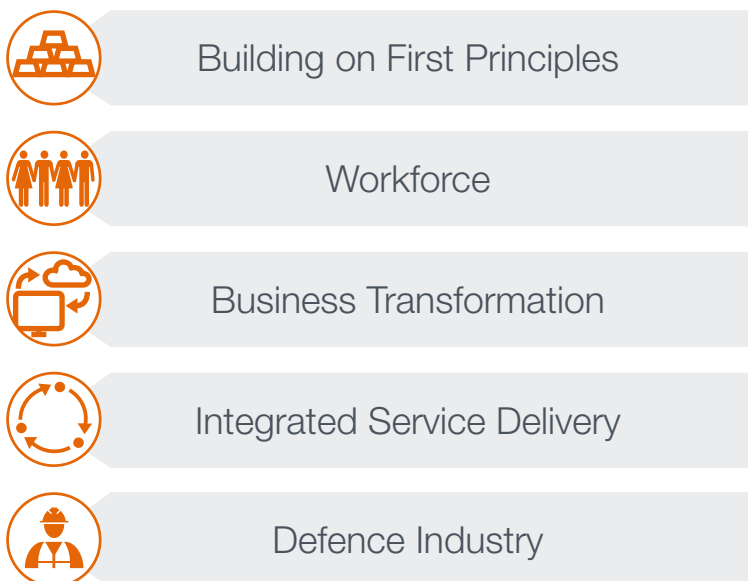 Building on First Principles
Workforce
Business Transformation
Integrated Service Delivery
Defence Industry